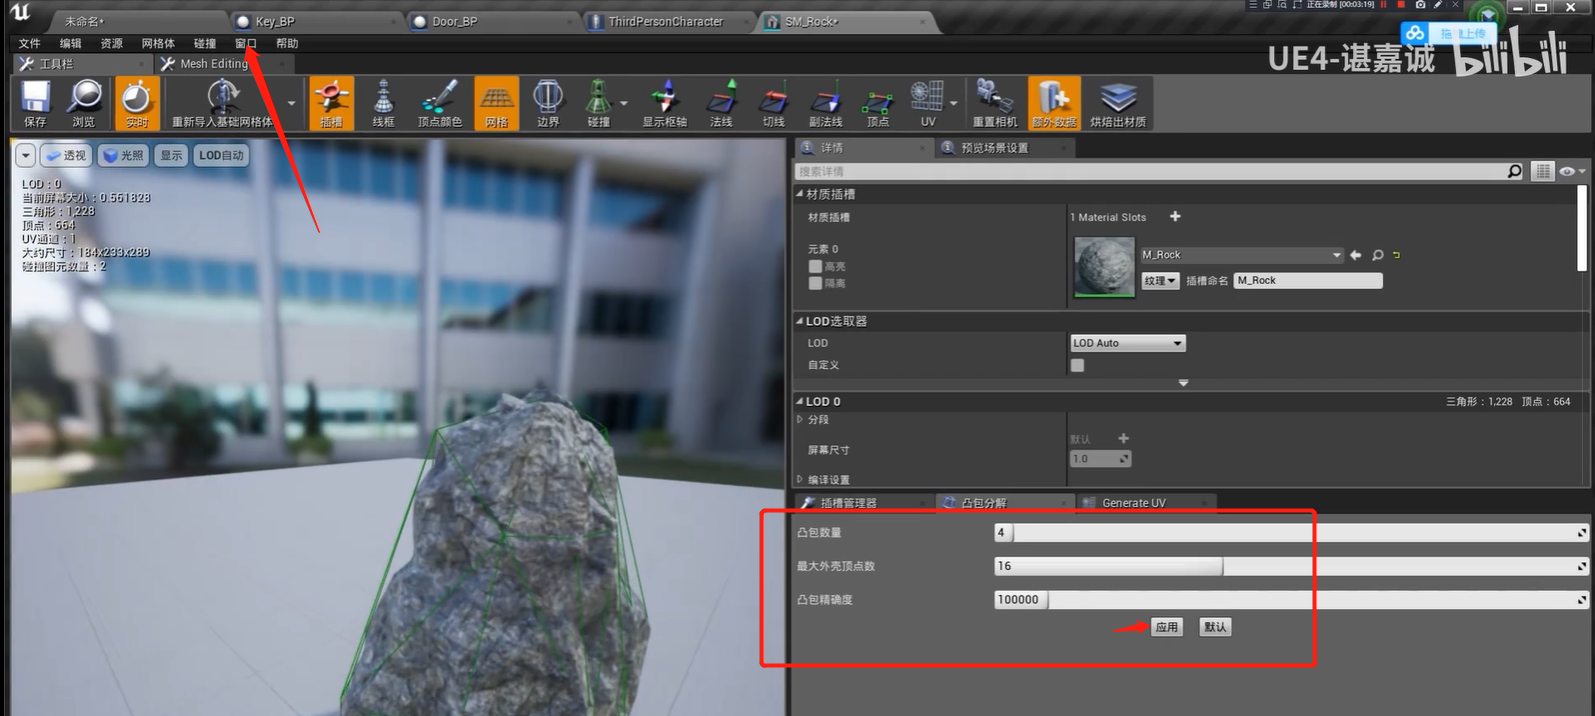 未命名*
Key_BP
Door_BP
ThirdPersonCharacter
SM_Rock*
正在录制 [00:03:19]
文件 编辑 资源 网格体 碰撞 窗口 帮助
拖拽上传
UE4-谌嘉诚 bilibili
工具栏
Mesh Editing
保存 浏览 实时 重新导入基础网格体 插槽 线框 顶点颜色 网格 边界 碰撞 显示枢轴 法线 切线 副法线 顶点 UV 重置相机 额外数据 烘焙出材质
透视 光照 显示 LOD自动
LOD:0
当前屏幕大小:0.551828
三角形:1,228
顶点:664
UV通道:1
大约尺寸:184x233x289
碰撞图元数量:2
详情
预览场景设置
搜索详情
材质插槽
材质插槽 1 Material Slots
元素 0
高亮
隔离
M_Rock
纹理 插槽命名 M_Rock
LOD选取器
LOD LOD Auto
自定义
LOD 0 三角形:1,228 顶点:664
分段
默认
屏幕尺寸 1.0
编译设置
插槽管理器
凸包分解
Generate UV
凸包数量 4
最大外壳顶点数 16
凸包精确度 100000
应用 默认